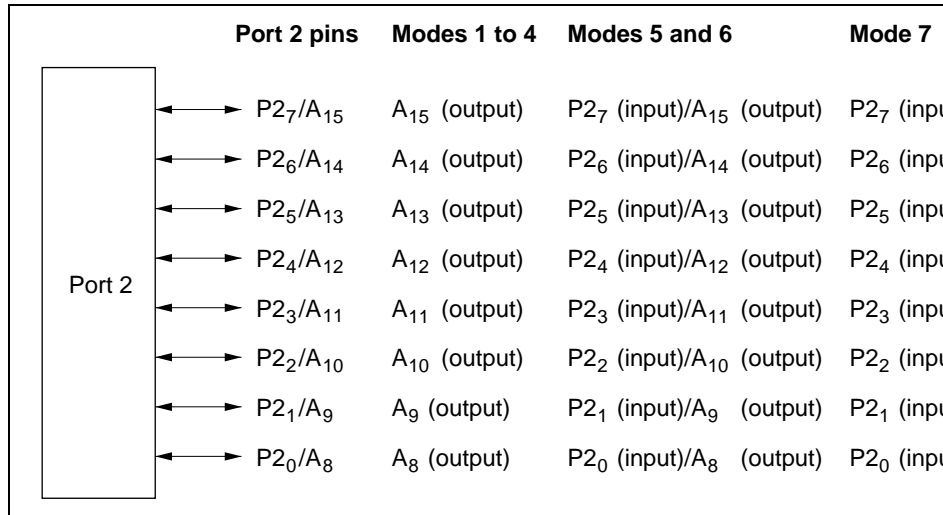 Port 2 pins Modes 1 to 4 Modes 5 and 6 Mode 7
P2₇/A₁₅ A₁₅ (output) P2₇ (input)/A₁₅ (output) P2₇ (inpu
P2₆/A₁₄ A₁₄ (output) P2₆ (input)/A₁₄ (output) P2₆ (inpu
P2₅/A₁₃ A₁₃ (output) P2₅ (input)/A₁₃ (output) P2₅ (inpu
P2₄/A₁₂ A₁₂ (output) P2₄ (input)/A₁₂ (output) P2₄ (inpu
Port 2
P2₃/A₁₁ A₁₁ (output) P2₃ (input)/A₁₁ (output) P2₃ (inpu
P2₂/A₁₀ A₁₀ (output) P2₂ (input)/A₁₀ (output) P2₂ (inpu
P2₁/A₉ A₉ (output) P2₁ (input)/A₉ (output) P2₁ (inpu
P2₀/A₈ A₈ (output) P2₀ (input)/A₈ (output) P2₀ (inpu